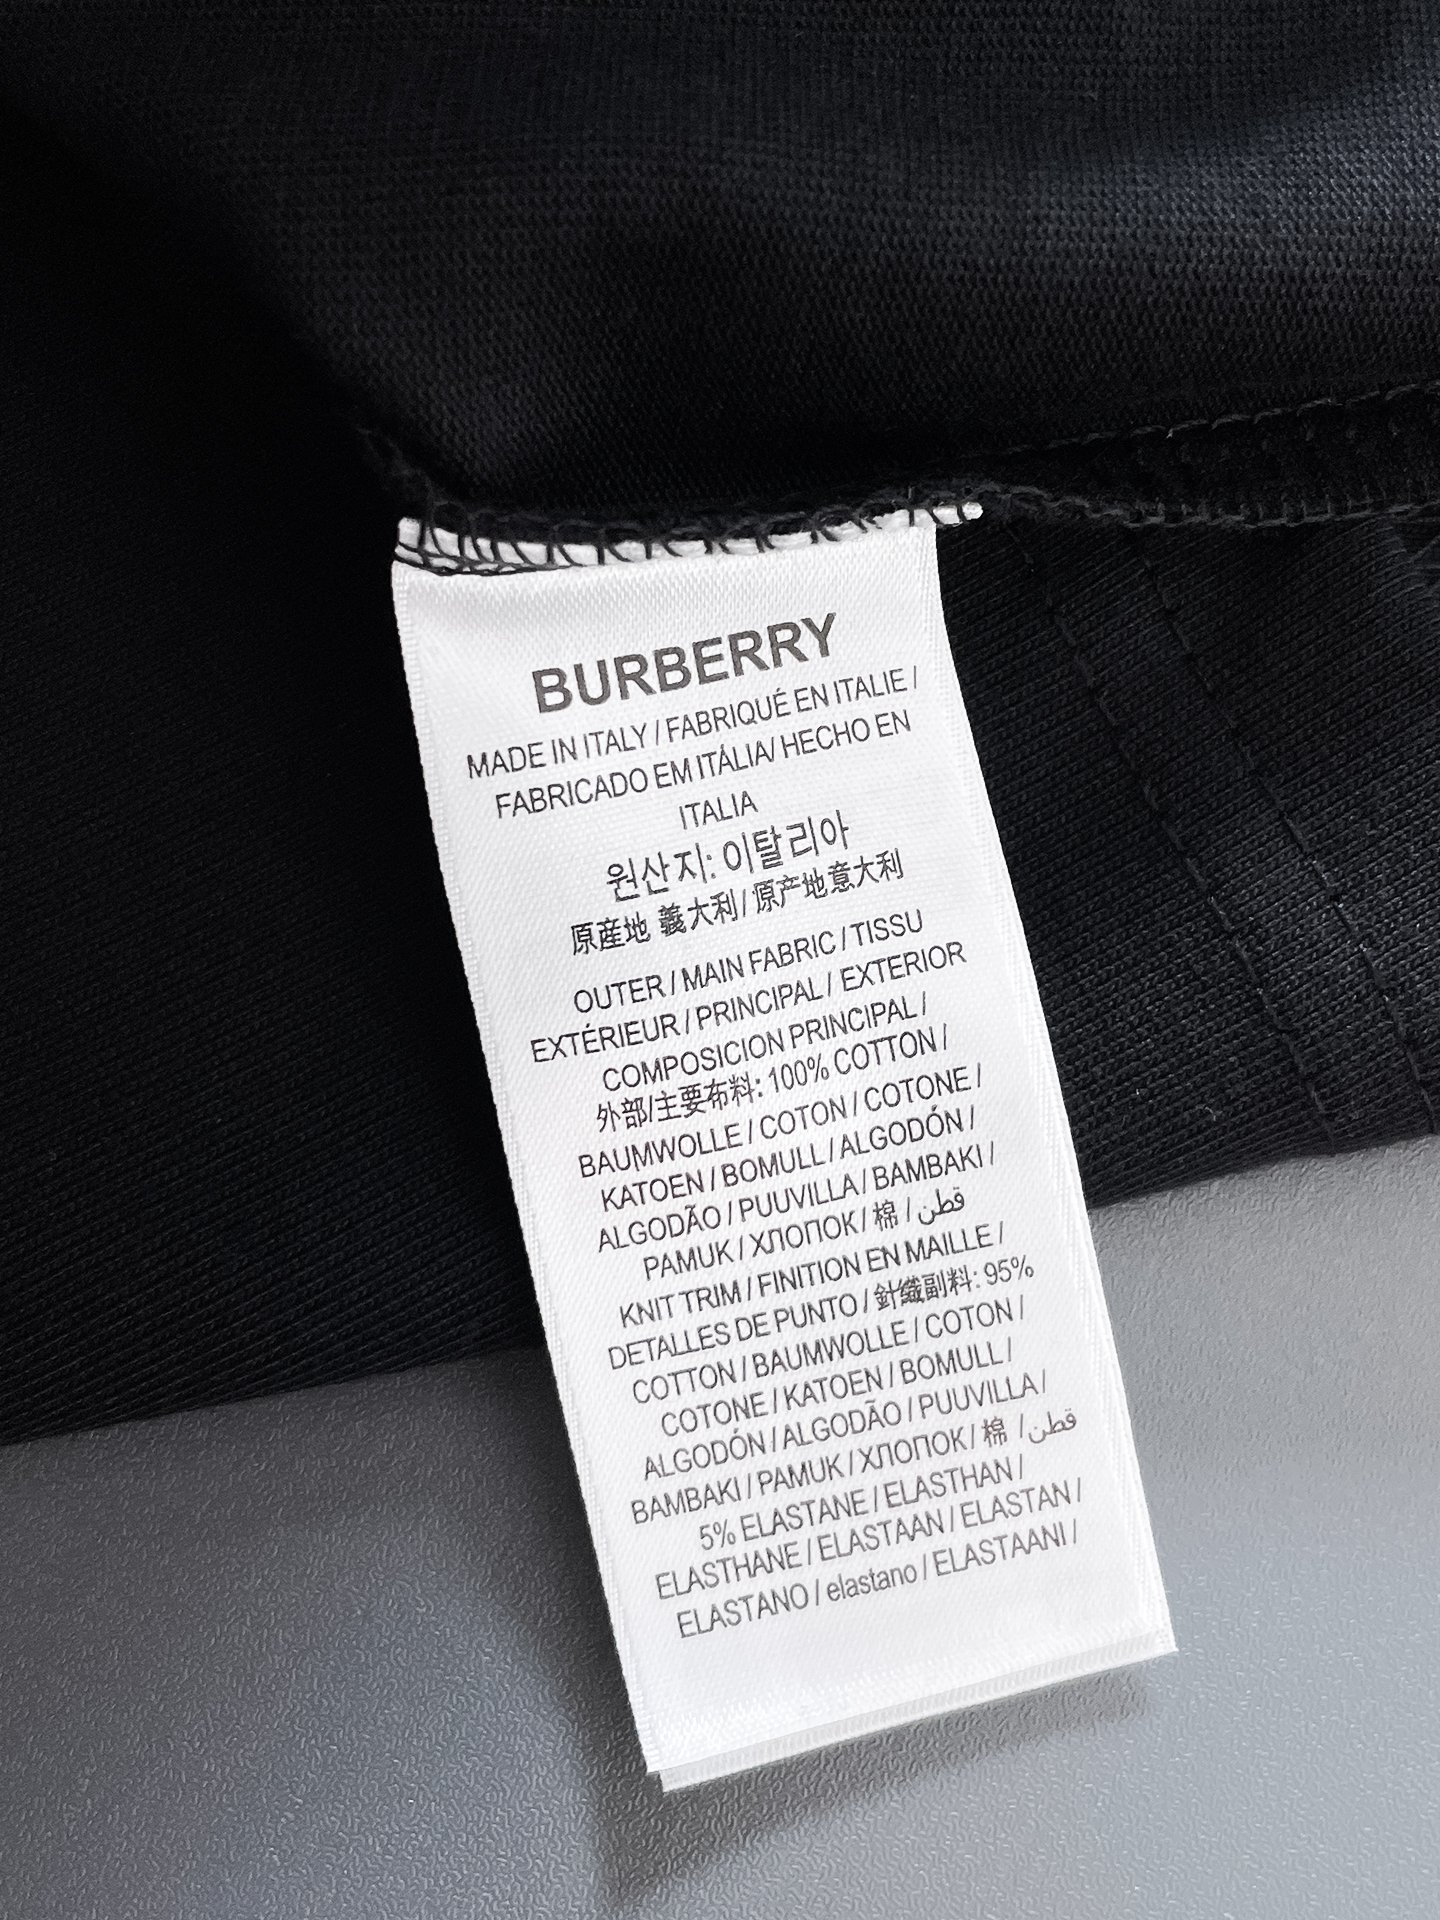 BURBERRY
MADE IN ITALY / FABRIQUÉ EN ITALIE /
FABRICADO EM ITÁLIA/ HECHO EN
ITALIA
원산지: 이탈리아
原産地 義大利 / 原产地意大利
OUTER / MAIN FABRIC / TISSU
EXTÉRIEUR / PRINCIPAL / EXTERIOR
COMPOSICION PRINCIPAL /
外部/主要布料: 100% COTTON /
BAUMWOLLE / COTON / COTONE /
KATOEN / BOMULL / ALGODÓN /
ALGODÃO / PUUVILLA / BAMBAKI /
PAMUK / ХЛОПОК / 棉 / قطن
KNIT TRIM / FINITION EN MAILLE /
DETALLES DE PUNTO / 針織副料: 95%
COTTON / BAUMWOLLE / COTON /
COTONE / KATOEN / BOMULL /
ALGODÓN / ALGODÃO / PUUVILLA /
BAMBAKI / PAMUK / ХЛОПОК / 棉 / قطن
5% ELASTANE / ELASTHAN /
ELASTHANE / ELASTAAN / ELASTAN /
ELASTANO / elastano / ELASTAANI /